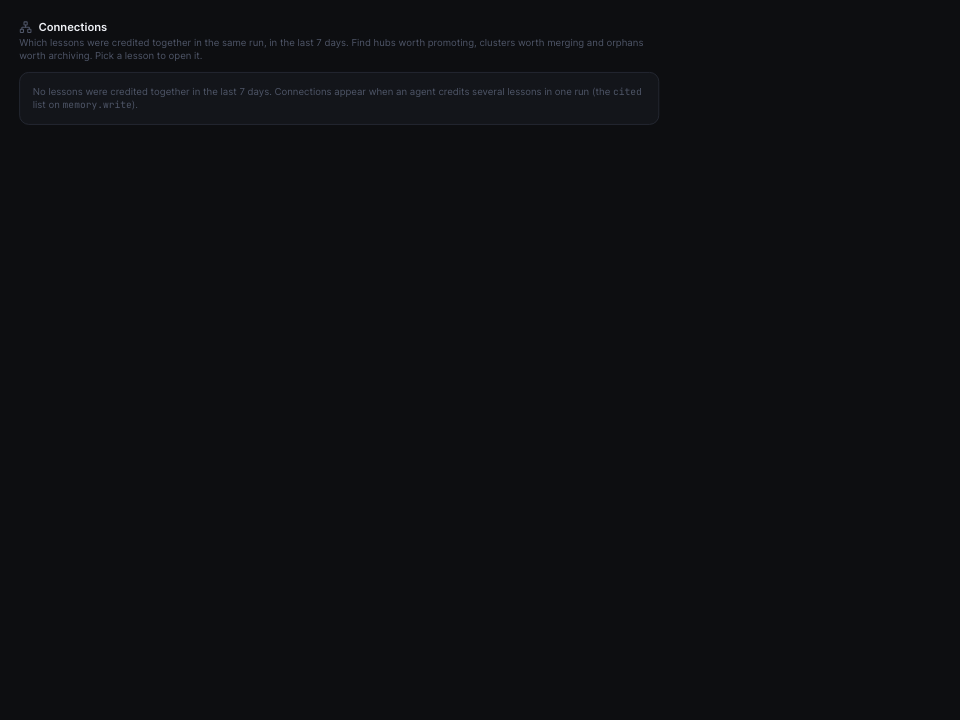 Connections
Which lessons were credited together in the same run, in the last 7 days. Find hubs worth promoting, clusters worth merging and orphans
worth archiving. Pick a lesson to open it.
No lessons were credited together in the last 7 days. Connections appear when an agent credits several lessons in one run (the cited
list on memory.write).